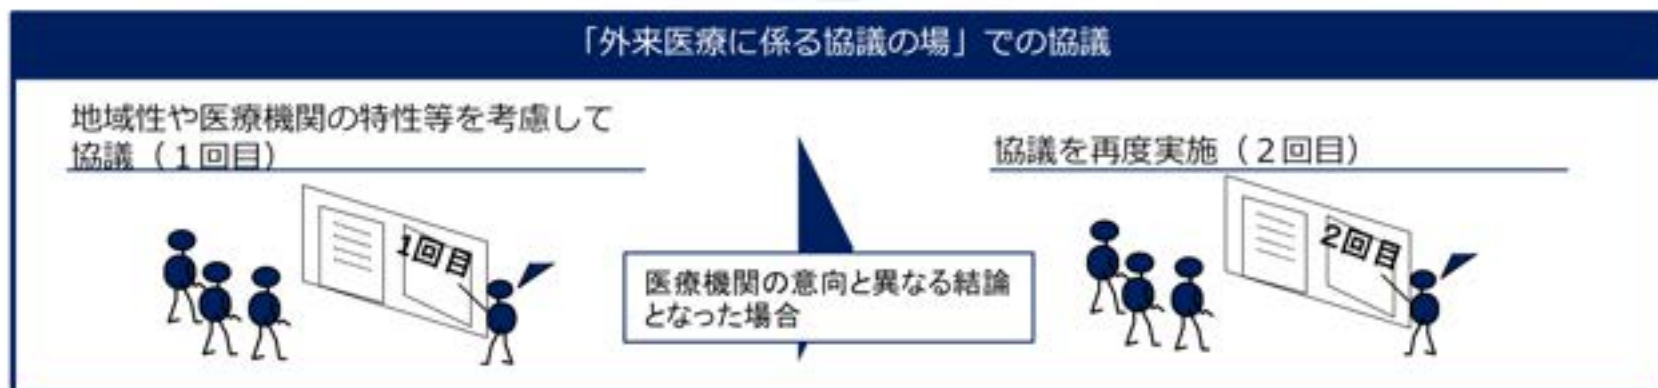 「外来医療に係る協議の場」での協議
地域性や医療機関の特性等を考慮して
協議（１回目）
1回目
医療機関の意向と異なる結論
となった場合
協議を再度実施（２回目）
2回目